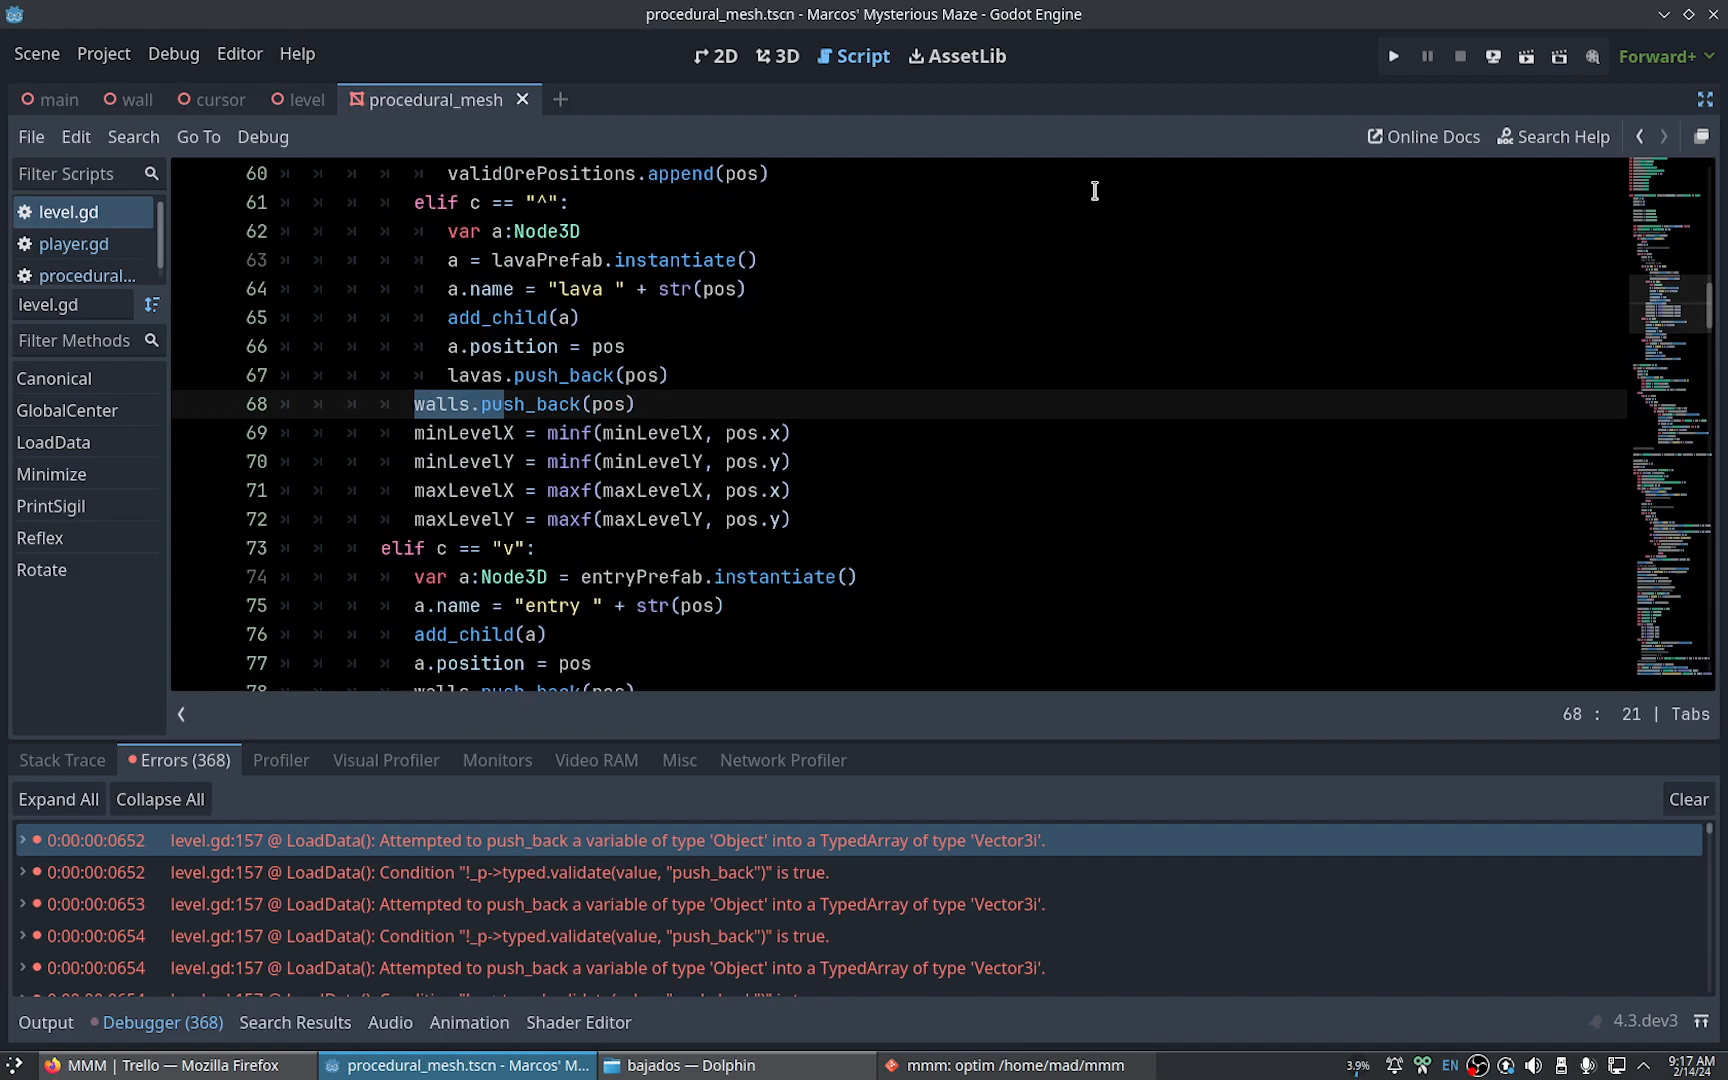 procedural_mesh.tscn - Marcos' Mysterious Maze - Godot Engine
Scene Project Debug Editor Help
2D 3D Script AssetLib
Forward+
main wall cursor level procedural_mesh
File Edit Search Go To Debug
Online Docs Search Help
Filter Scripts
level.gd
player.gd
procedural...
level.gd
Filter Methods
Canonical
GlobalCenter
LoadData
Minimize
PrintSigil
Reflex
Rotate
60 validOrePositions.append(pos)
61 elif c == "^":
62 var a:Node3D
63 a = lavaPrefab.instantiate()
64 a.name = "lava " + str(pos)
65 add_child(a)
66 a.position = pos
67 lavas.push_back(pos)
68 walls.push_back(pos)
69 minLevelX = minf(minLevelX, pos.x)
70 minLevelY = minf(minLevelY, pos.y)
71 maxLevelX = maxf(maxLevelX, pos.x)
72 maxLevelY = maxf(maxLevelY, pos.y)
73 elif c == "v":
74 var a:Node3D = entryPrefab.instantiate()
75 a.name = "entry " + str(pos)
76 add_child(a)
77 a.position = pos
78 walls.push_back(pos)
68 : 21 | Tabs
Stack Trace Errors (368) Profiler Visual Profiler Monitors Video RAM Misc Network Profiler
Expand All Collapse All Clear
0:00:00:0652 level.gd:157 @ LoadData(): Attempted to push_back a variable of type 'Object' into a TypedArray of type 'Vector3i'.
0:00:00:0652 level.gd:157 @ LoadData(): Condition "!_p->typed.validate(value, "push_back")" is true.
0:00:00:0653 level.gd:157 @ LoadData(): Attempted to push_back a variable of type 'Object' into a TypedArray of type 'Vector3i'.
0:00:00:0654 level.gd:157 @ LoadData(): Condition "!_p->typed.validate(value, "push_back")" is true.
0:00:00:0654 level.gd:157 @ LoadData(): Attempted to push_back a variable of type 'Object' into a TypedArray of type 'Vector3i'.
Output Debugger (368) Search Results Audio Animation Shader Editor
4.3.dev3
MMM | Trello — Mozilla Firefox
procedural_mesh.tscn - Marcos' M...
bajados — Dolphin
mmm: optim /home/mad/mmm
3.9%
EN
9:17 AM
2/14/24